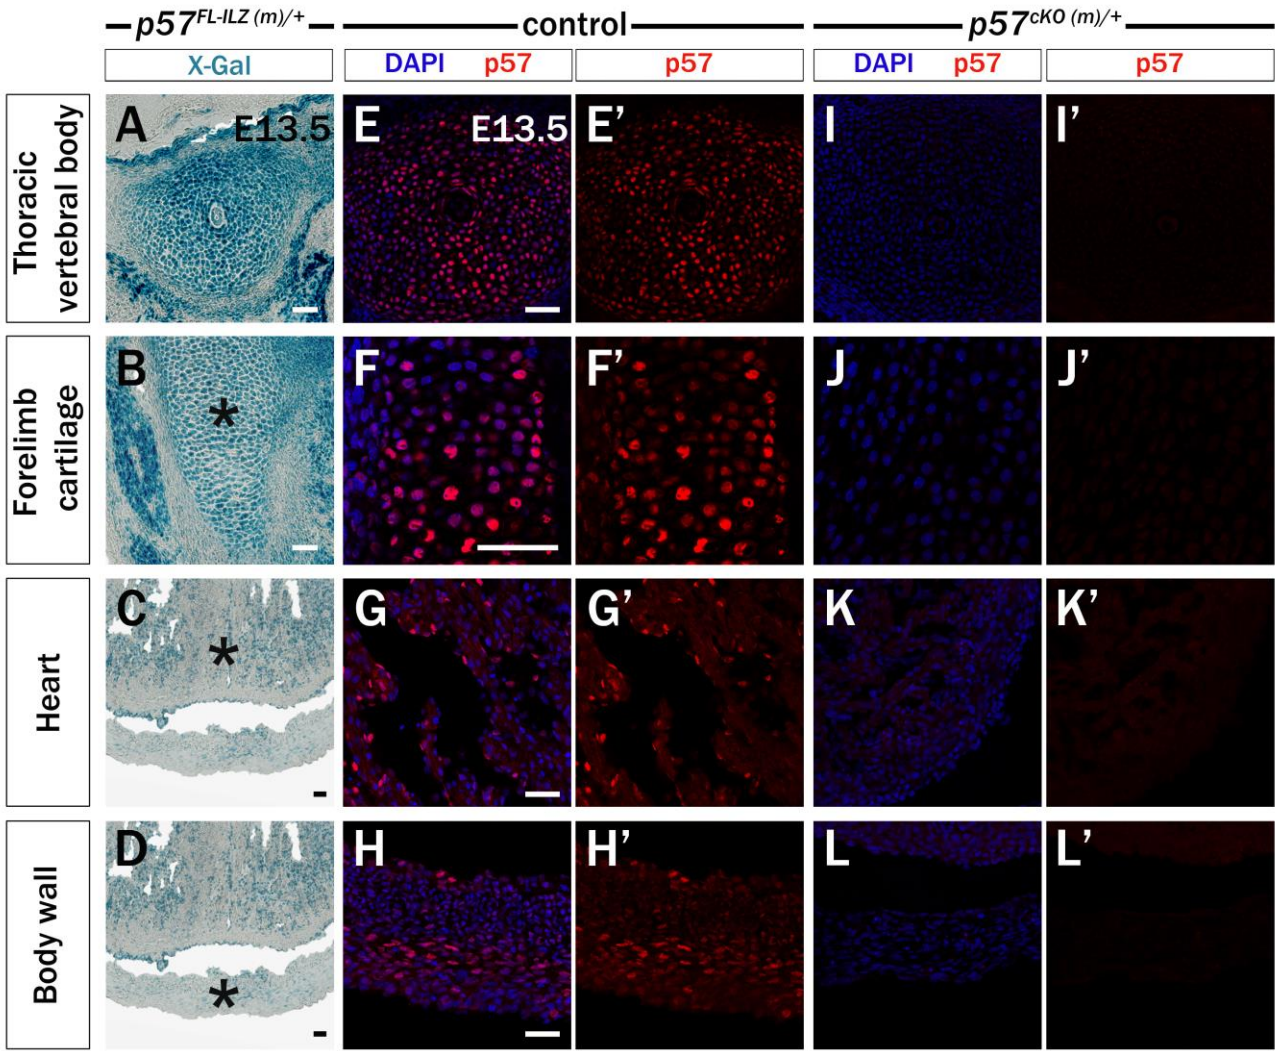 p57FL-ILZ (m)/+ control p57cKO (m)/+
X-Gal DAPI p57 p57 DAPI p57 p57
Thoracic
vertebral body
A E13.5 E E13.5 E’ I I’
Forelimb
cartilage
B F F’ J J’
*
Heart
C G G’ K K’
*
Body wall
D H H’ L L’
*